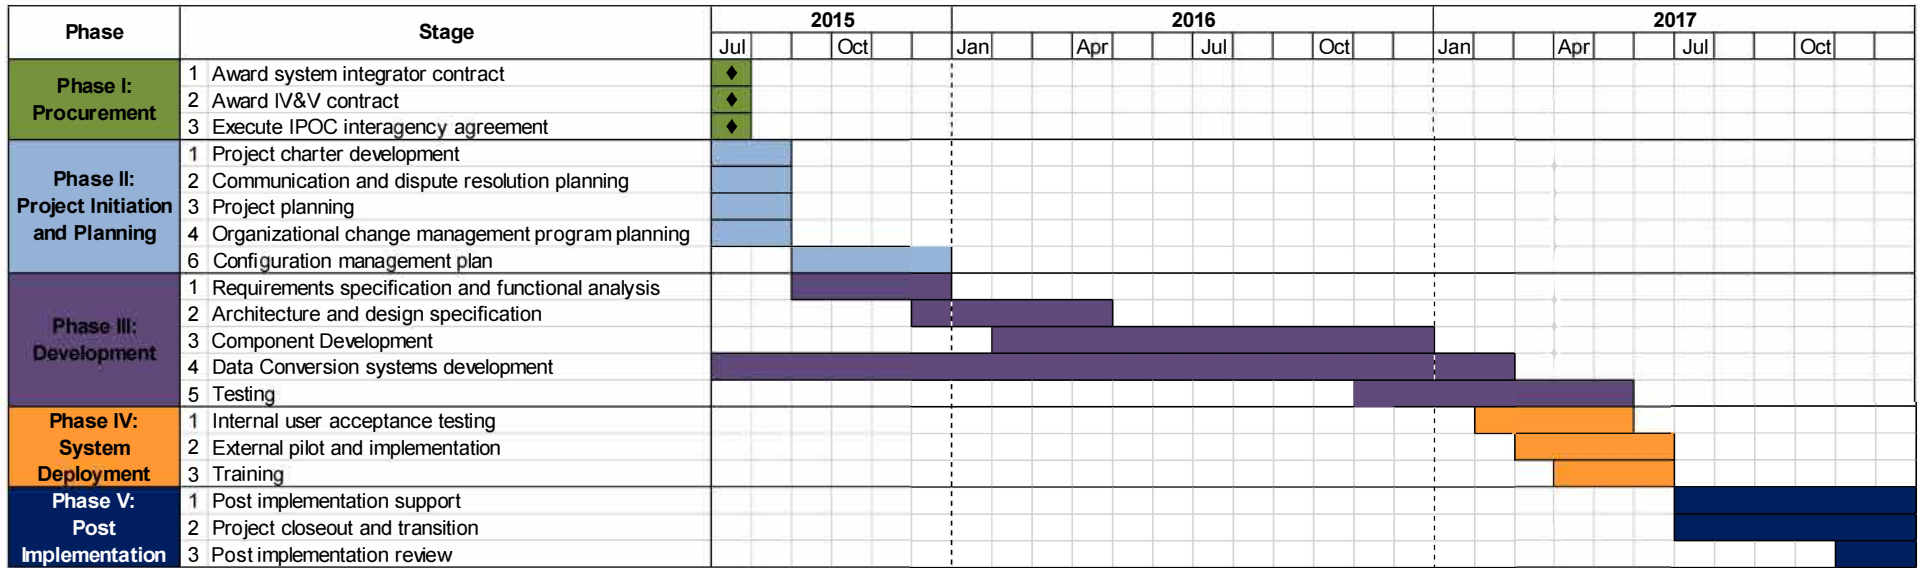 Phase Stage 2015 2016 2017
Jul Oct Jan Apr Jul Oct Jan Apr Jul Oct
Phase I:
Procurement
1 Award system integrator contract
2 Award IV&V contract
3 Execute IPOC interagency agreement
Phase II:
Project Initiation
and Planning
1 Project charter development
2 Communication and dispute resolution planning
3 Project planning
4 Organizational change management program planning
6 Configuration management plan
Phase III:
Development
1 Requirements specification and functional analysis
2 Architecture and design specification
3 Component Development
4 Data Conversion systems development
5 Testing
Phase IV:
System
Deployment
1 Internal user acceptance testing
2 External pilot and implementation
3 Training
Phase V:
Post
Implementation
1 Post implementation support
2 Project closeout and transition
3 Post implementation review